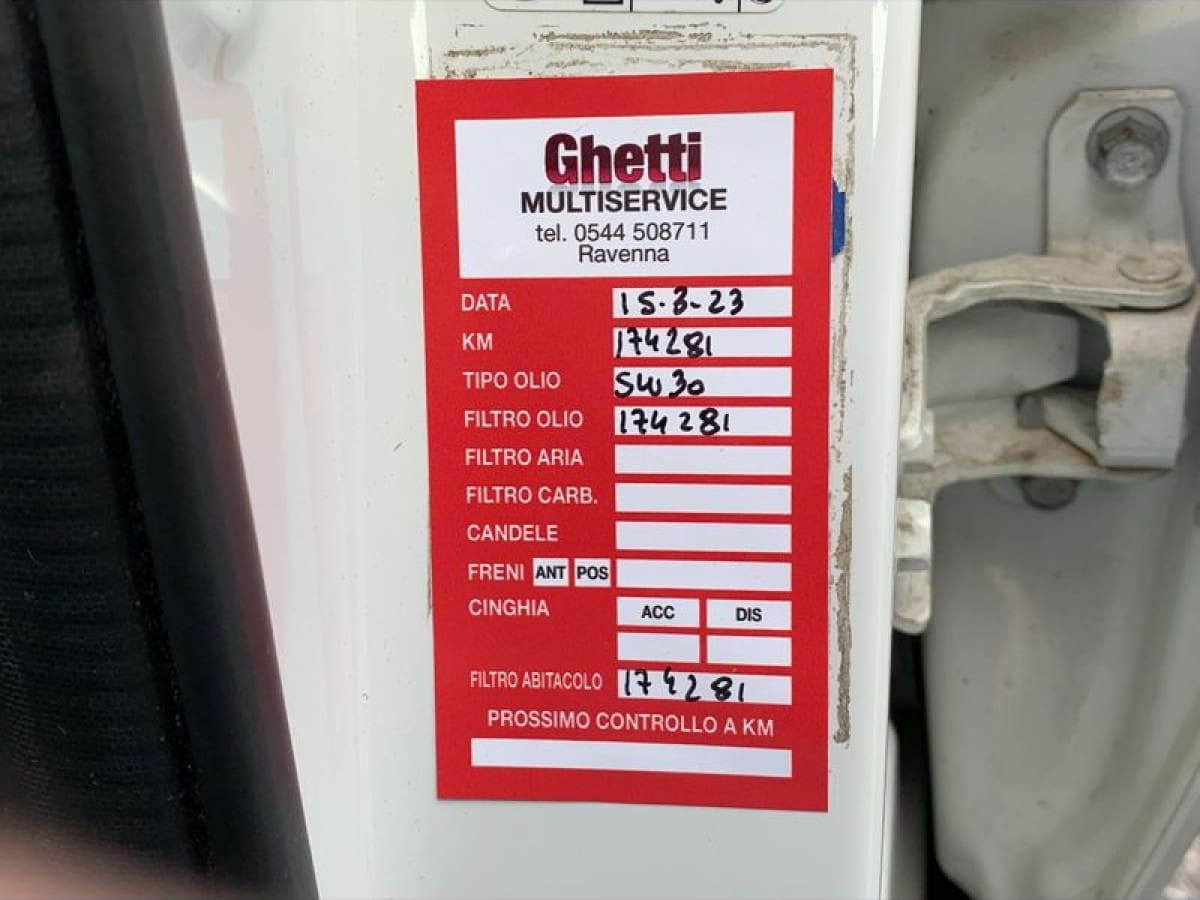 Ghetti
MULTISERVICE
tel. 0544 508711
Ravenna
DATA 15-3-23
KM 174281
TIPO OLIO 5W30
FILTRO OLIO 174281
FILTRO ARIA
FILTRO CARB.
CANDELE
FRENI ANT POS
CINGHIA ACC DIS
FILTRO ABITACOLO 174281
PROSSIMO CONTROLLO A KM